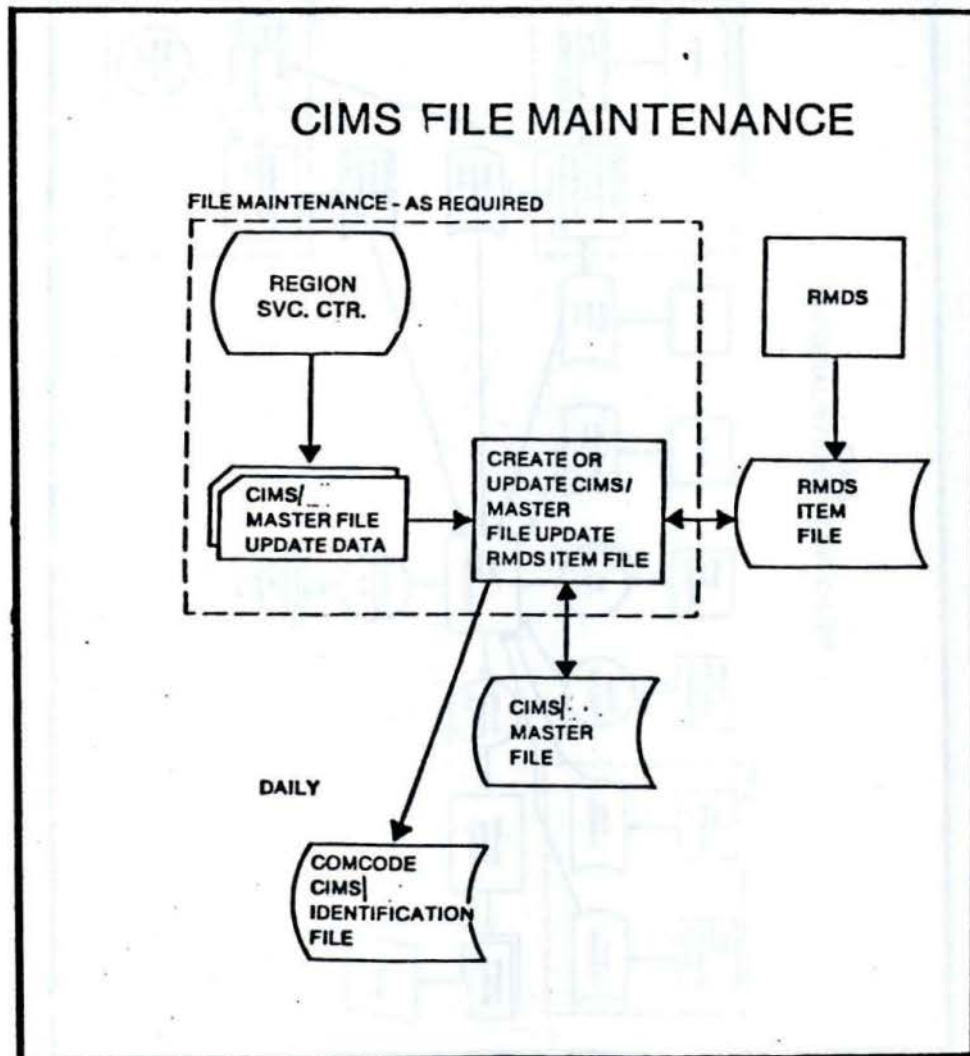 CIMS FILE MAINTENANCE
FILE MAINTENANCE - AS REQUIRED
REGION
SVC. CTR.
RMDS
CIMS/
MASTER FILE
UPDATE DATA
CREATE OR
UPDATE CIMS/
MASTER
FILE UPDATE
RMDS ITEM FILE
RMDS
ITEM
FILE
CIMS/
MASTER
FILE
DAILY
COMCODE
CIMS/
IDENTIFICATION
FILE